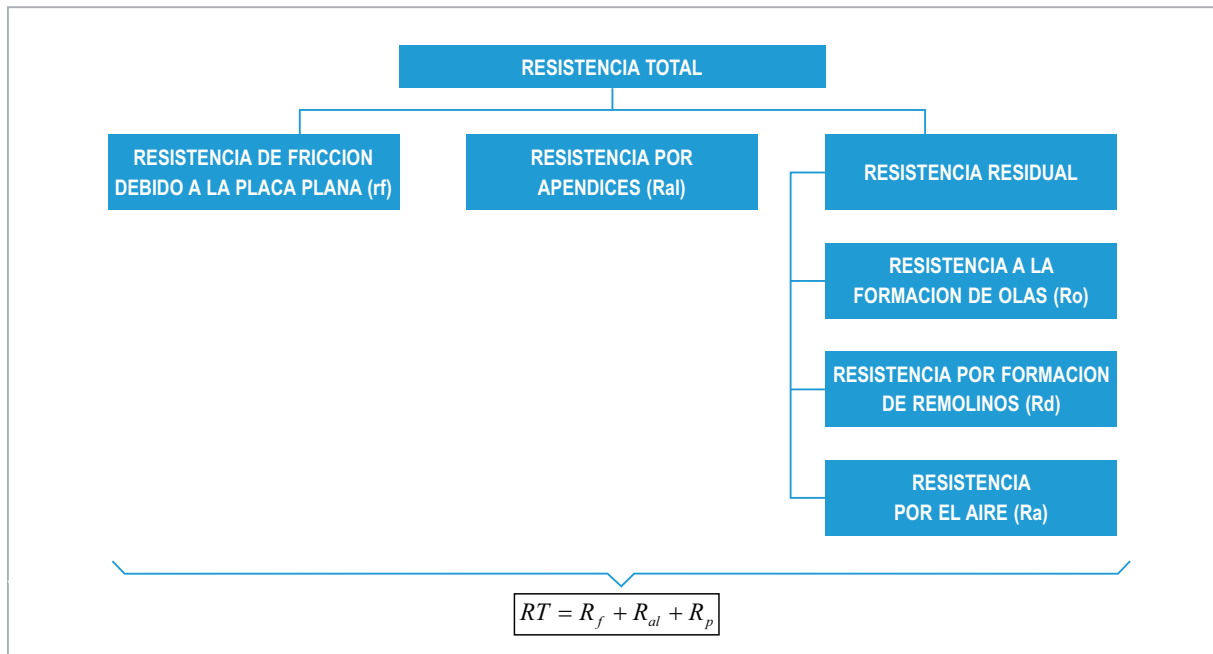 RESISTENCIA TOTAL
RESISTENCIA DE FRICCION
DEBIDO A LA PLACA PLANA (rf)
RESISTENCIA POR
APENDICES (Ral)
RESISTENCIA RESIDUAL
RESISTENCIA A LA
FORMACION DE OLAS (Ro)
RESISTENCIA POR FORMACION
DE REMOLINOS (Rd)
RESISTENCIA
POR EL AIRE (Ra)
RT = R_f + R_al + R_p